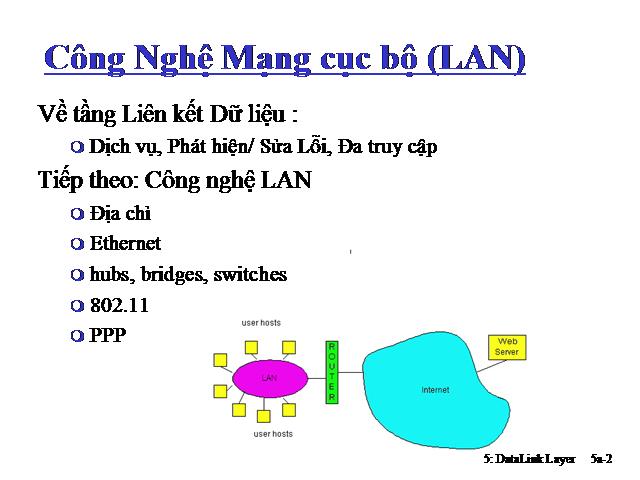 Công Nghệ Mạng cục bộ (LAN)
Về tầng Liên kết Dữ liệu :
Dịch vụ, Phát hiện/ Sửa Lỗi, Đa truy cập
Tiếp theo: Công nghệ LAN
Địa chỉ
Ethernet
hubs, bridges, switches
802.11
PPP
user hosts
LAN
ROUTER
Internet
Web
Server
user hosts
5: DataLink Layer 5a-2